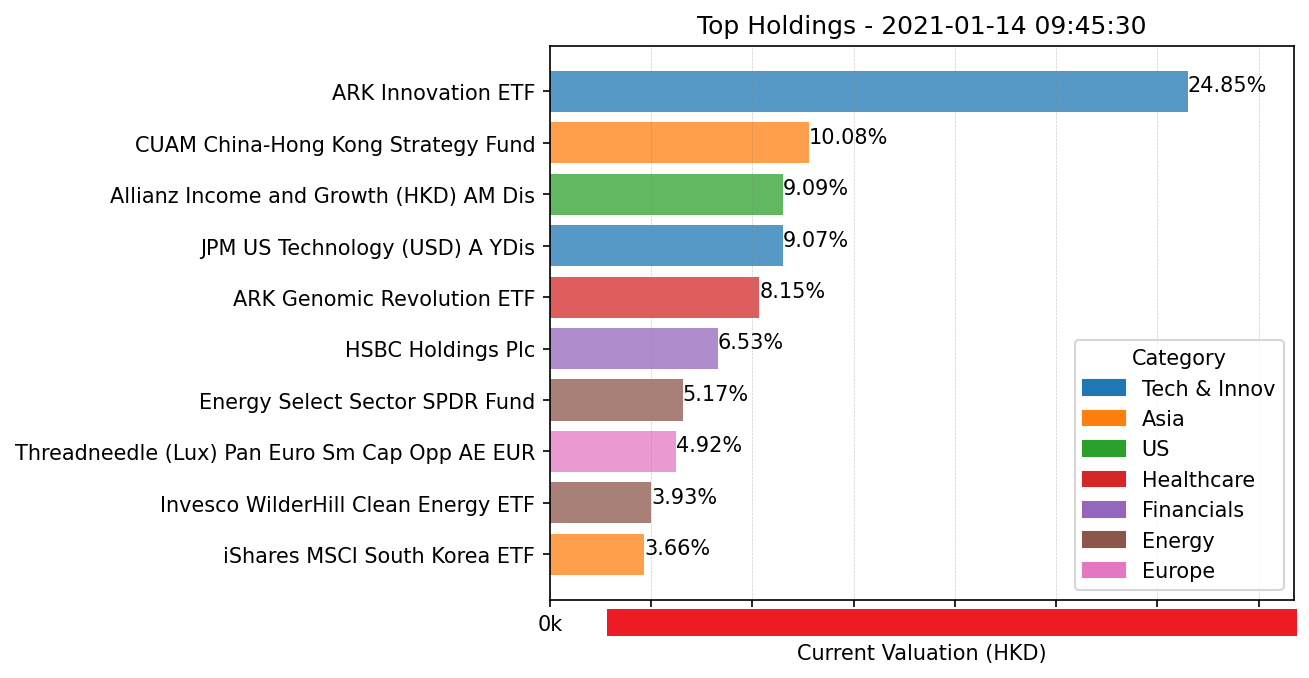 Top Holdings - 2021-01-14 09:45:30
ARK Innovation ETF 24.85%
CUAM China-Hong Kong Strategy Fund 10.08%
Allianz Income and Growth (HKD) AM Dis 9.09%
JPM US Technology (USD) A YDis 9.07%
ARK Genomic Revolution ETF 8.15%
HSBC Holdings Plc 6.53%
Energy Select Sector SPDR Fund 5.17%
Threadneedle (Lux) Pan Euro Sm Cap Opp AE EUR 4.92%
Invesco WilderHill Clean Energy ETF 3.93%
iShares MSCI South Korea ETF 3.66%
Category
Tech & Innov
Asia
US
Healthcare
Financials
Energy
Europe
0k
Current Valuation (HKD)